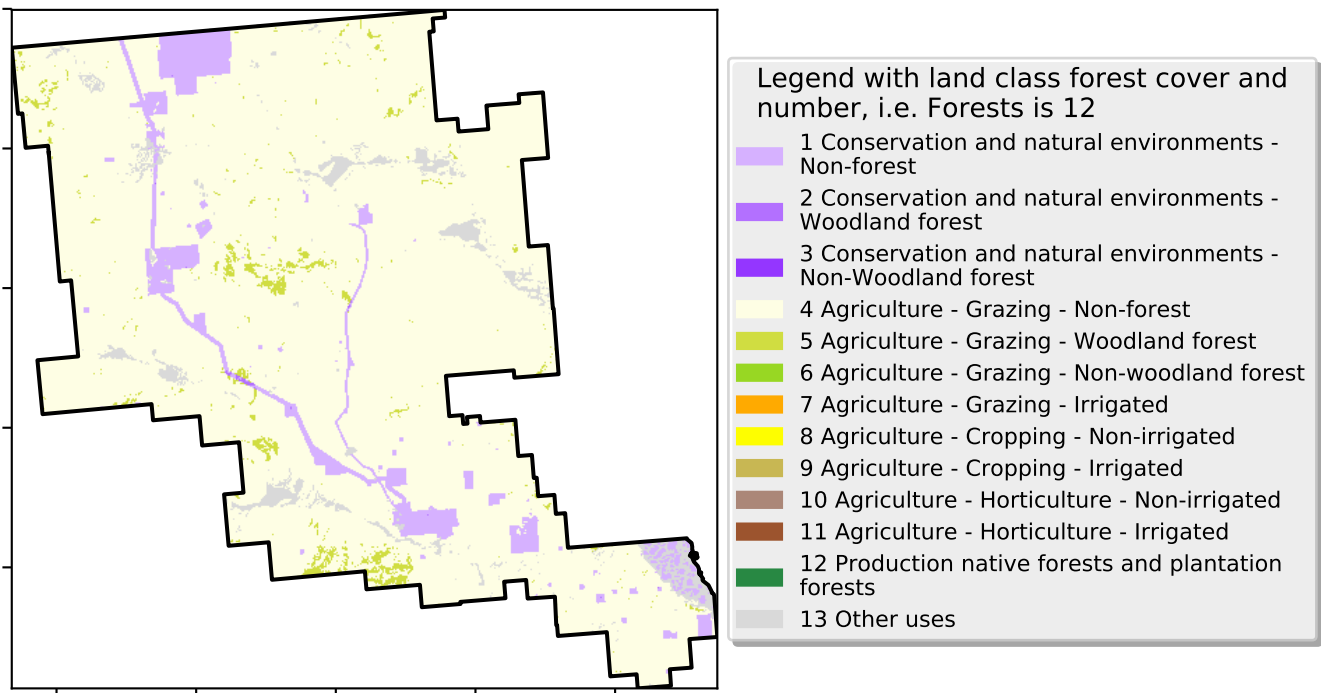 Legend with land class forest cover and
number, i.e. Forests is 12
1 Conservation and natural environments -
Non-forest
2 Conservation and natural environments -
Woodland forest
3 Conservation and natural environments -
Non-Woodland forest
4 Agriculture - Grazing - Non-forest
5 Agriculture - Grazing - Woodland forest
6 Agriculture - Grazing - Non-woodland forest
7 Agriculture - Grazing - Irrigated
8 Agriculture - Cropping - Non-irrigated
9 Agriculture - Cropping - Irrigated
10 Agriculture - Horticulture - Non-irrigated
11 Agriculture - Horticulture - Irrigated
12 Production native forests and plantation
forests
13 Other uses